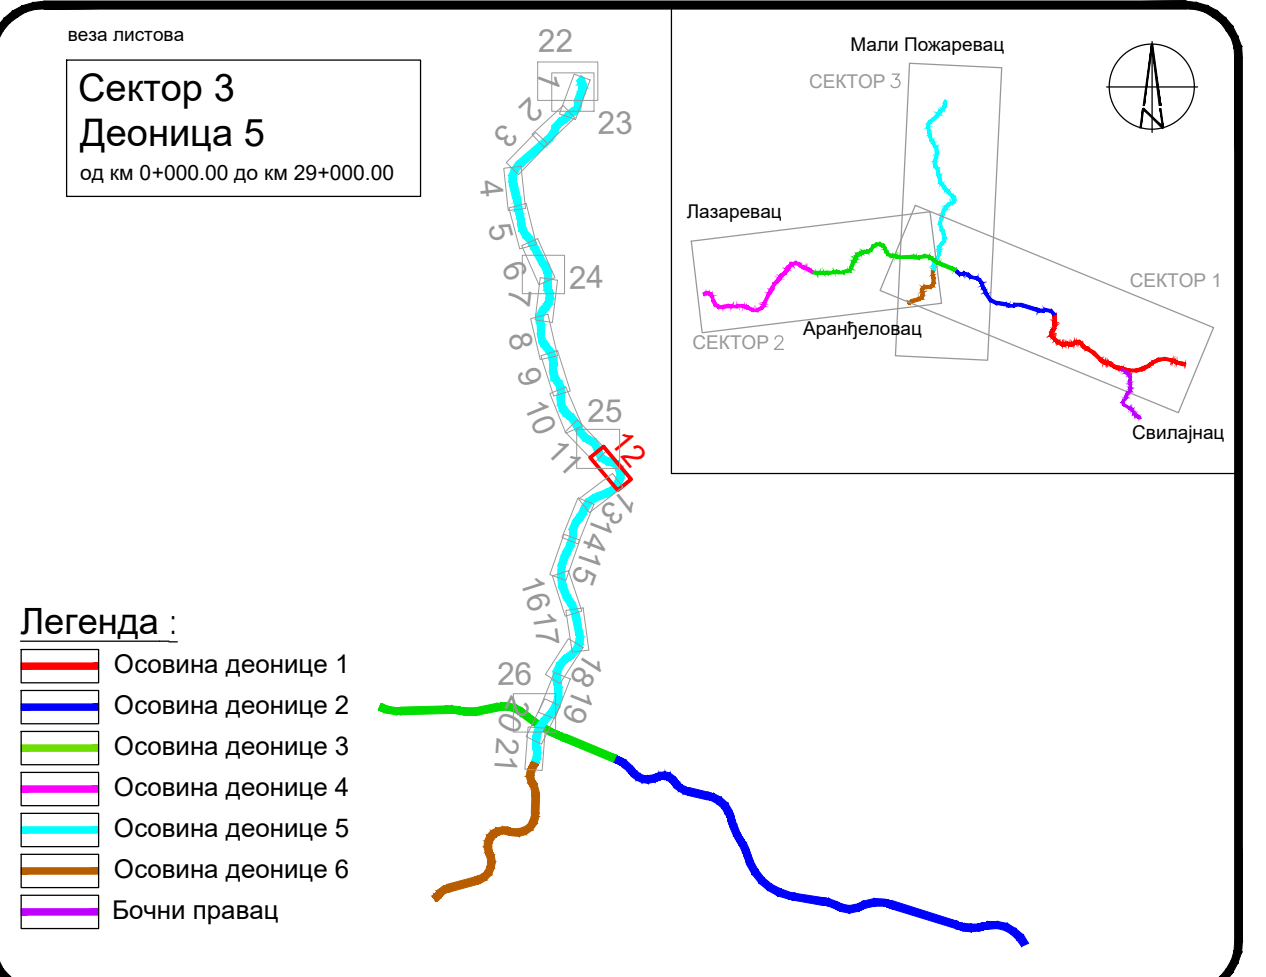 веза листова
Сектор 3
Деоница 5
од км 0+000.00 до км 29+000.00
22
1
23
2
3
4
5
6
24
7
8
9
10
25
11
12
13
14
15
16
17
18
26
19
20
21
Мали Пожаревац
СЕКТОР 3
N
Лазаревац
СЕКТОР 1
Аранђеловац
СЕКТОР 2
Свилајнац
Легенда :
Осовина деонице 1
Осовина деонице 2
Осовина деонице 3
Осовина деонице 4
Осовина деонице 5
Осовина деонице 6
Бочни правац